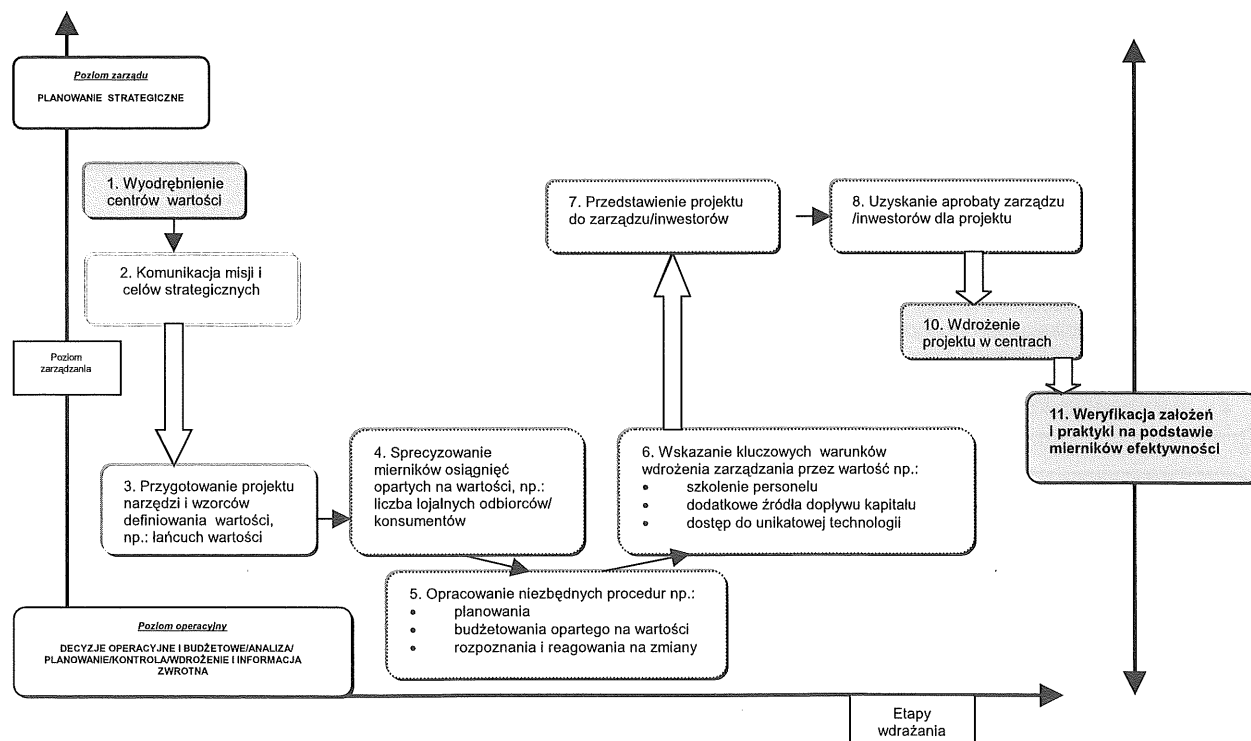 Poziom zarządu
PLANOWANIE STRATEGICZNE
1. Wyodrębnienie
centrów wartości
2. Komunikacja misji i
celów strategicznych
Poziom
zarządzania
3. Przygotowanie projektu
narzędzi i wzorców
definiowania wartości,
np.: łańcuch wartości
4. Sprecyzowanie
mierników osiągnięć
opartych na wartości, np.:
liczba lojalnych odbiorców/
konsumentów
5. Opracowanie niezbędnych procedur np.:
• planowania
• budżetowania opartego na wartości
• rozpoznania i reagowania na zmiany
6. Wskazanie kluczowych warunków
wdrożenia zarządzania przez wartość np.:
• szkolenie personelu
• dodatkowe źródła dopływu kapitału
• dostęp do unikatowej technologii
7. Przedstawienie projektu
do zarządzu/inwestorów
8. Uzyskanie aprobaty zarządzu
/inwestorów dla projektu
10. Wdrożenie
projektu w centrach
11. Weryfikacja założeń
i praktyki na podstawie
mierników efektywności
Poziom operacyjny
DECYZJE OPERACYJNE I BUDŻETOWE/ANALIZA/
PLANOWANIE/KONTROLA/WDROŻENIE I INFORMACJA
ZWROTNA
Etapy
wdrażania